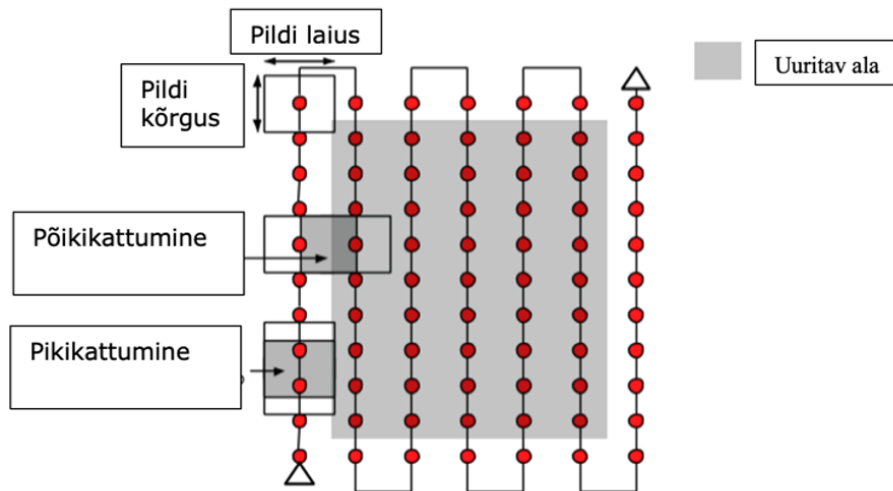 Pildi laius
Pildi
kõrgus
Uuritav ala
Põikikattumine
Pikikattumine